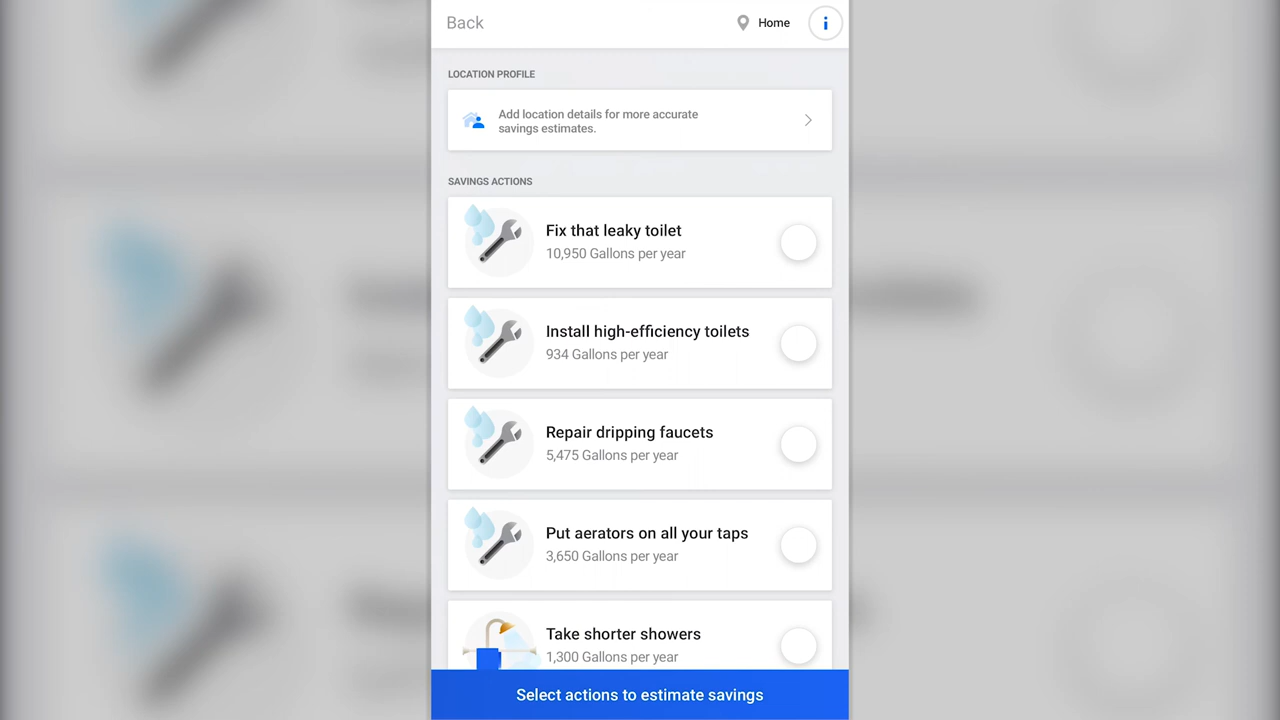 Back
Home
i
LOCATION PROFILE
Add location details for more accurate
savings estimates.
SAVINGS ACTIONS
Fix that leaky toilet
10,950 Gallons per year
Install high-efficiency toilets
934 Gallons per year
Repair dripping faucets
5,475 Gallons per year
Put aerators on all your taps
3,650 Gallons per year
Take shorter showers
1,300 Gallons per year
Select actions to estimate savings